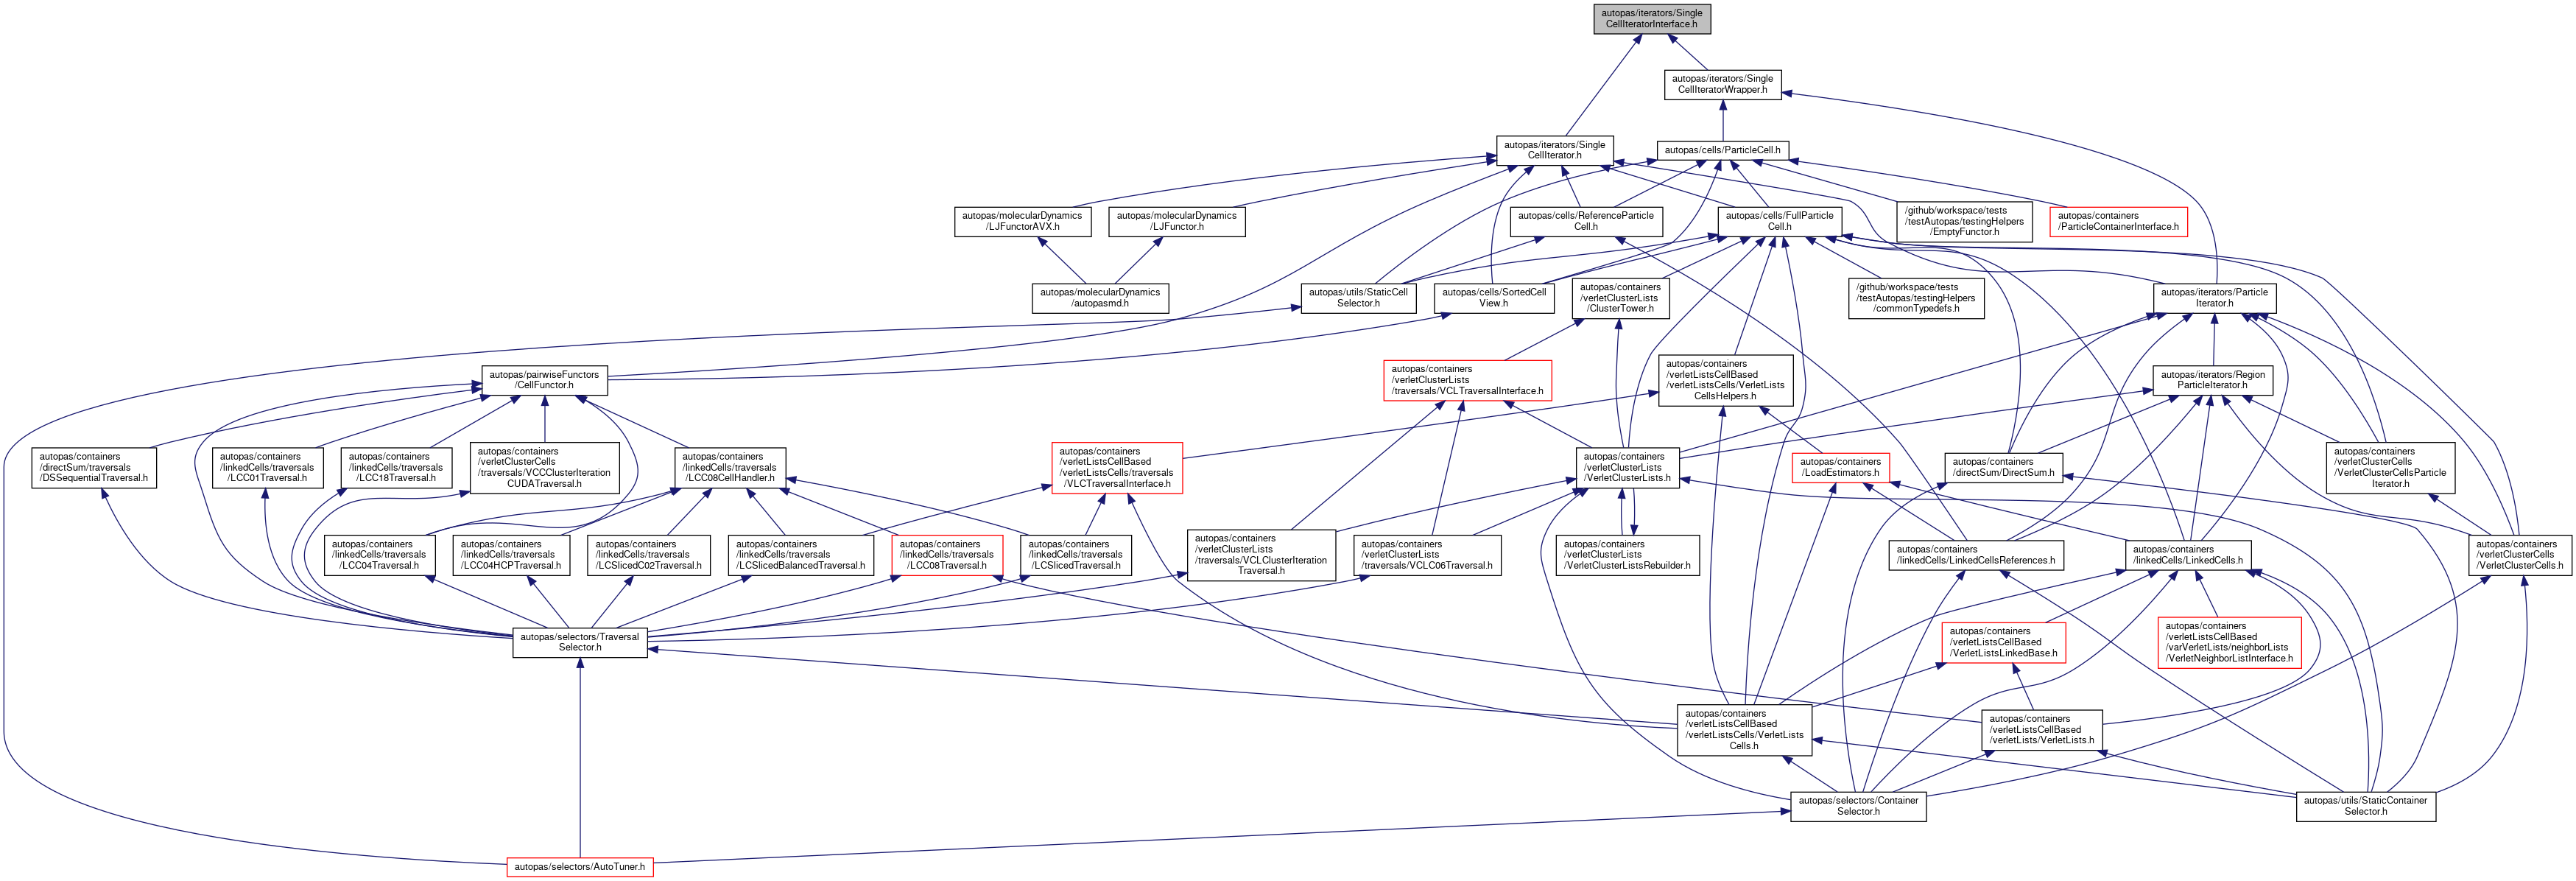 autopas/iterators/Single
CellIteratorInterface.h
autopas/iterators/Single
CellIteratorWrapper.h
autopas/iterators/Single
CellIterator.h
autopas/cells/ParticleCell.h
autopas/molecularDynamics
/LJFunctorAVX.h
autopas/molecularDynamics
/LJFunctor.h
autopas/cells/ReferenceParticle
Cell.h
autopas/cells/FullParticle
Cell.h
/github/workspace/tests
/testAutopas/testingHelpers
/EmptyFunctor.h
autopas/containers
/ParticleContainerInterface.h
autopas/molecularDynamics
/autopasmd.h
autopas/utils/StaticCell
Selector.h
autopas/cells/SortedCell
View.h
autopas/containers
/verletClusterLists
/ClusterTower.h
/github/workspace/tests
/testAutopas/testingHelpers
/commonTypedefs.h
autopas/iterators/Particle
Iterator.h
autopas/pairwiseFunctors
/CellFunctor.h
autopas/containers
/verletClusterLists
/traversals/VCLTraversalInterface.h
autopas/containers
/verletListsCellBased
/verletListsCells/VerletLists
CellsHelpers.h
autopas/iterators/Region
ParticleIterator.h
autopas/containers
/directSum/traversals
/DSSequentialTraversal.h
autopas/containers
/linkedCells/traversals
/LCC01Traversal.h
autopas/containers
/linkedCells/traversals
/LCC18Traversal.h
autopas/containers
/verletClusterCells
/traversals/VCCClusterIteration
CUDATraversal.h
autopas/containers
/linkedCells/traversals
/LCC08CellHandler.h
autopas/containers
/verletListsCellBased
/verletListsCells/traversals
/VLCTraversalInterface.h
autopas/containers
/verletClusterLists
/VerletClusterLists.h
autopas/containers
/LoadEstimators.h
autopas/containers
/directSum/DirectSum.h
autopas/containers
/verletClusterCells
/VerletClusterCellsParticle
Iterator.h
autopas/containers
/linkedCells/traversals
/LCC04Traversal.h
autopas/containers
/linkedCells/traversals
/LCC04HCPTraversal.h
autopas/containers
/linkedCells/traversals
/LCSlicedC02Traversal.h
autopas/containers
/linkedCells/traversals
/LCSlicedBalancedTraversal.h
autopas/containers
/linkedCells/traversals
/LCC08Traversal.h
autopas/containers
/linkedCells/traversals
/LCSlicedTraversal.h
autopas/containers
/verletClusterLists
/traversals/VCLClusterIteration
Traversal.h
autopas/containers
/verletClusterLists
/traversals/VCLC06Traversal.h
autopas/containers
/verletClusterLists
/VerletClusterListsRebuilder.h
autopas/containers
/linkedCells/LinkedCellsReferences.h
autopas/containers
/linkedCells/LinkedCells.h
autopas/containers
/verletClusterCells
/VerletClusterCells.h
autopas/selectors/Traversal
Selector.h
autopas/containers
/verletListsCellBased
/VerletListsLinkedBase.h
autopas/containers
/verletListsCellBased
/varVerletLists/neighborLists
/VerletNeighborListInterface.h
autopas/containers
/verletListsCellBased
/verletListsCells/VerletLists
Cells.h
autopas/containers
/verletListsCellBased
/verletLists/VerletLists.h
autopas/selectors/Container
Selector.h
autopas/utils/StaticContainer
Selector.h
autopas/selectors/AutoTuner.h